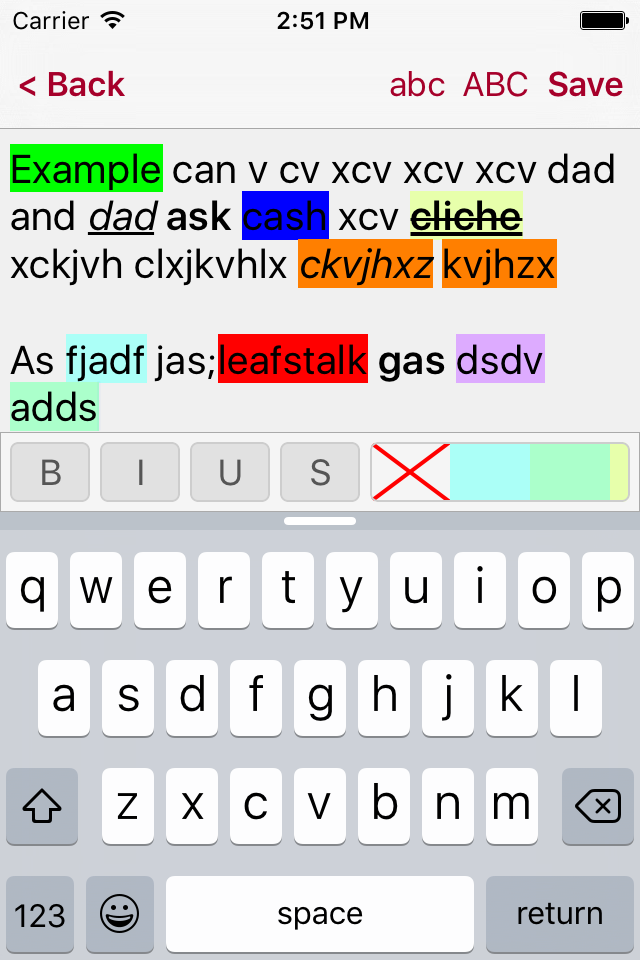 Carrier 2:51 PM
< Back abc ABC Save
Example can v cv xcv xcv xcv dad
and dad ask cash xcv cliche
xckjvh clxjkvhlx ckvjhxz kvjhzx
As fjadf jas;leafstalk gas dsdv
adds
B I U S
q w e r t y u i o p
a s d f g h j k l
z x c v b n m
123 space return